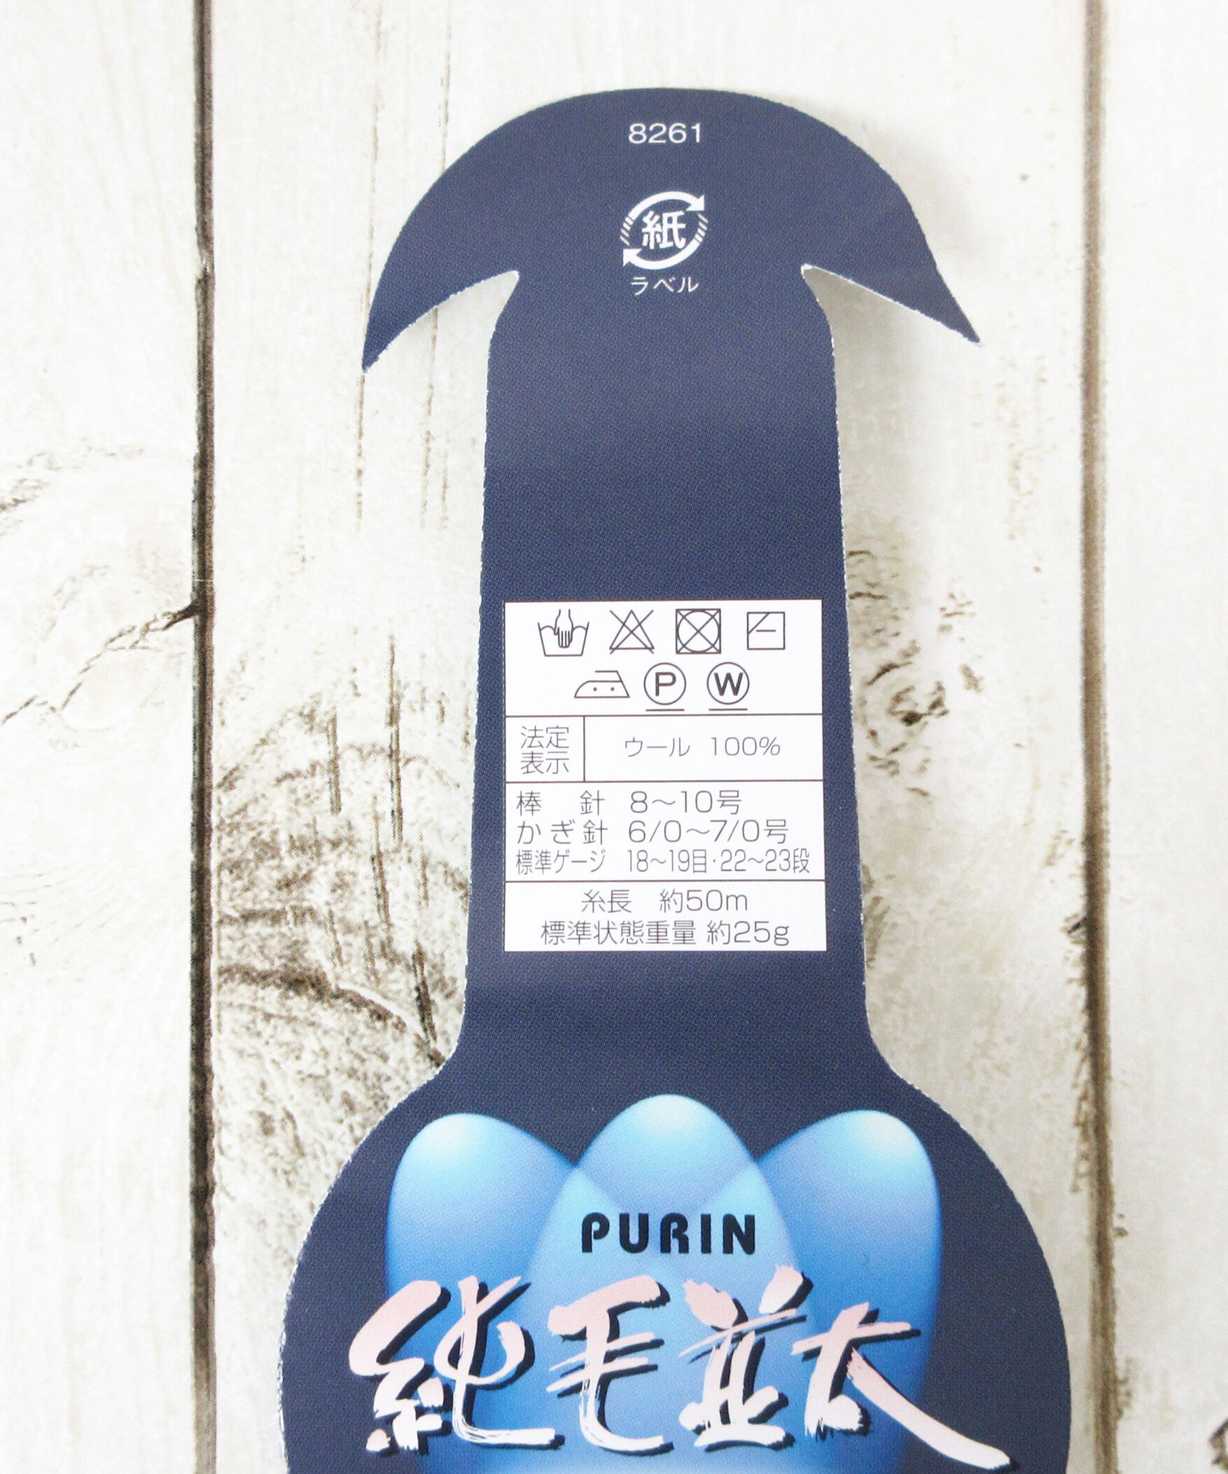 8261
紙
ラベル
P W
法定表示 ウール 100%
棒 針 8～10号
かぎ針 6/0～7/0号
標準ゲージ 18～19目・22～23段
糸長 約50m
標準状態重量 約25g
PURIN
純毛並太